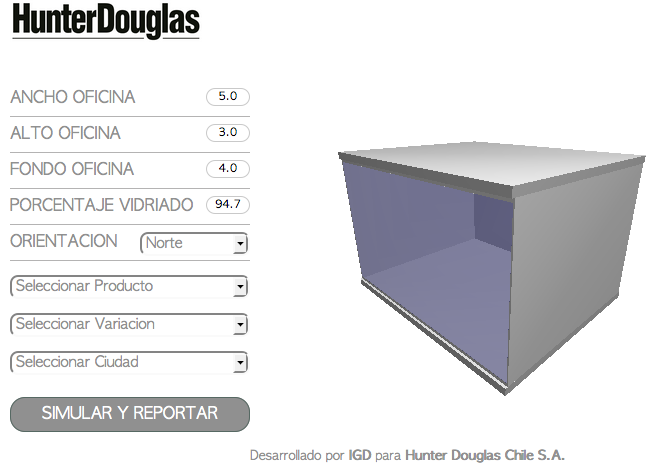 HunterDouglas
ANCHO OFICINA 5.0
ALTO OFICINA 3.0
FONDO OFICINA 4.0
PORCENTAJE VIDRIADO 94.7
ORIENTACION Norte
Seleccionar Producto
Seleccionar Variacion
Seleccionar Ciudad
SIMULAR Y REPORTAR
Desarrollado por IGD para Hunter Douglas Chile S.A.